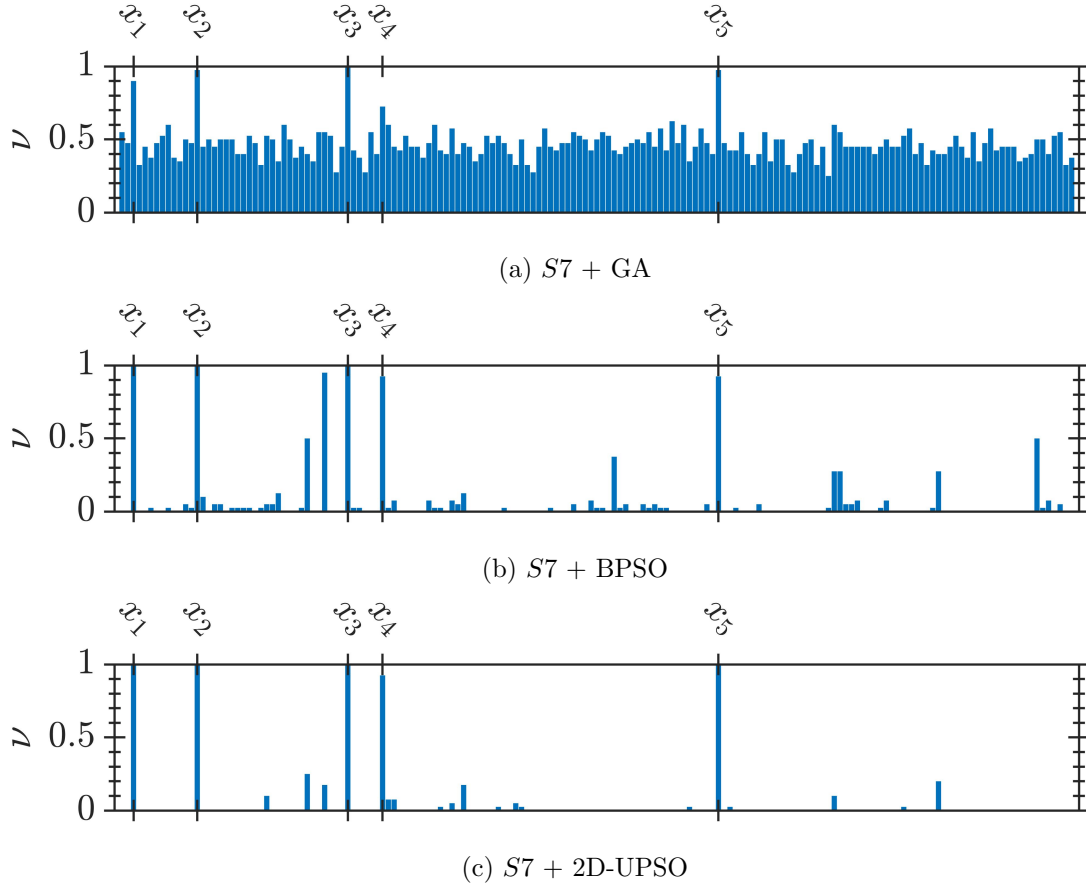 x₁ x₂ x₃ x₄ x₅
1
0.5
0
ν
(a) S7 + GA
x₁ x₂ x₃ x₄ x₅
1
0.5
0
ν
(b) S7 + BPSO
x₁ x₂ x₃ x₄ x₅
1
0.5
0
ν
(c) S7 + 2D-UPSO